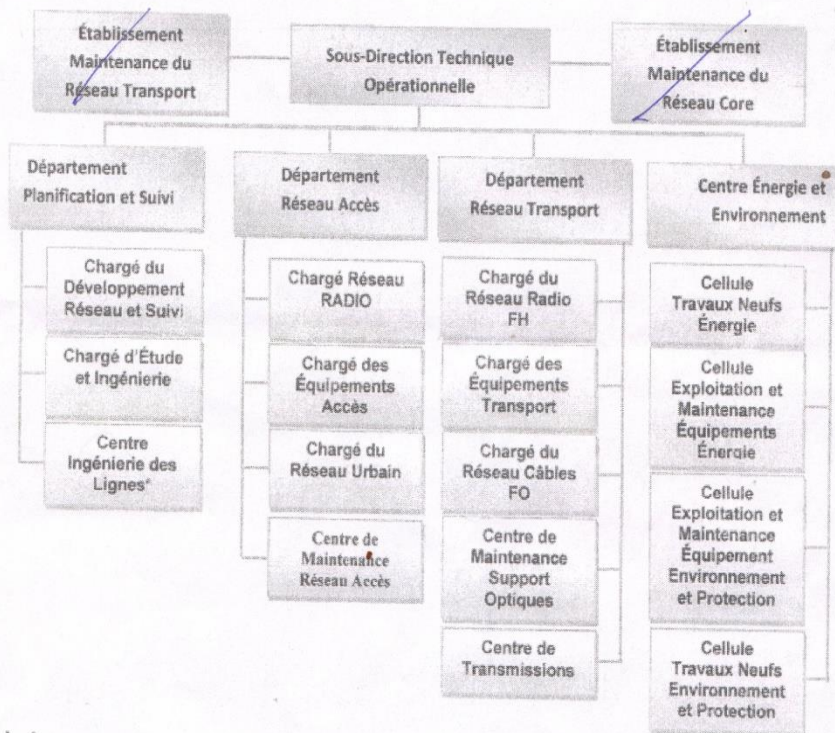 Établissement
Maintenance du
Réseau Transport
Sous-Direction Technique
Opérationnelle
Établissement
Maintenance du
Réseau Core
Département
Planification et Suivi
Département
Réseau Accès
Département
Réseau Transport
Centre Énergie et
Environnement
Chargé du
Développement
Réseau et Suivi
Chargé d'Étude
et Ingénierie
Centre
Ingénierie des
Lignes*
Chargé Réseau
RADIO
Chargé des
Équipements
Accès
Chargé du
Réseau Urbain
Centre de
Maintenance
Réseau Accès
Chargé du
Réseau Radio
FH
Chargé des
Équipements
Transport
Chargé du
Réseau Câbles
FO
Centre de
Maintenance
Support
Optiques
Centre de
Transmissions
Cellule
Travaux Neufs
Énergie
Cellule
Exploitation et
Maintenance
Équipements
Énergie
Cellule
Exploitation et
Maintenance
Équipement
Environnement
et Protection
Cellule
Travaux Neufs
Environnement
et Protection